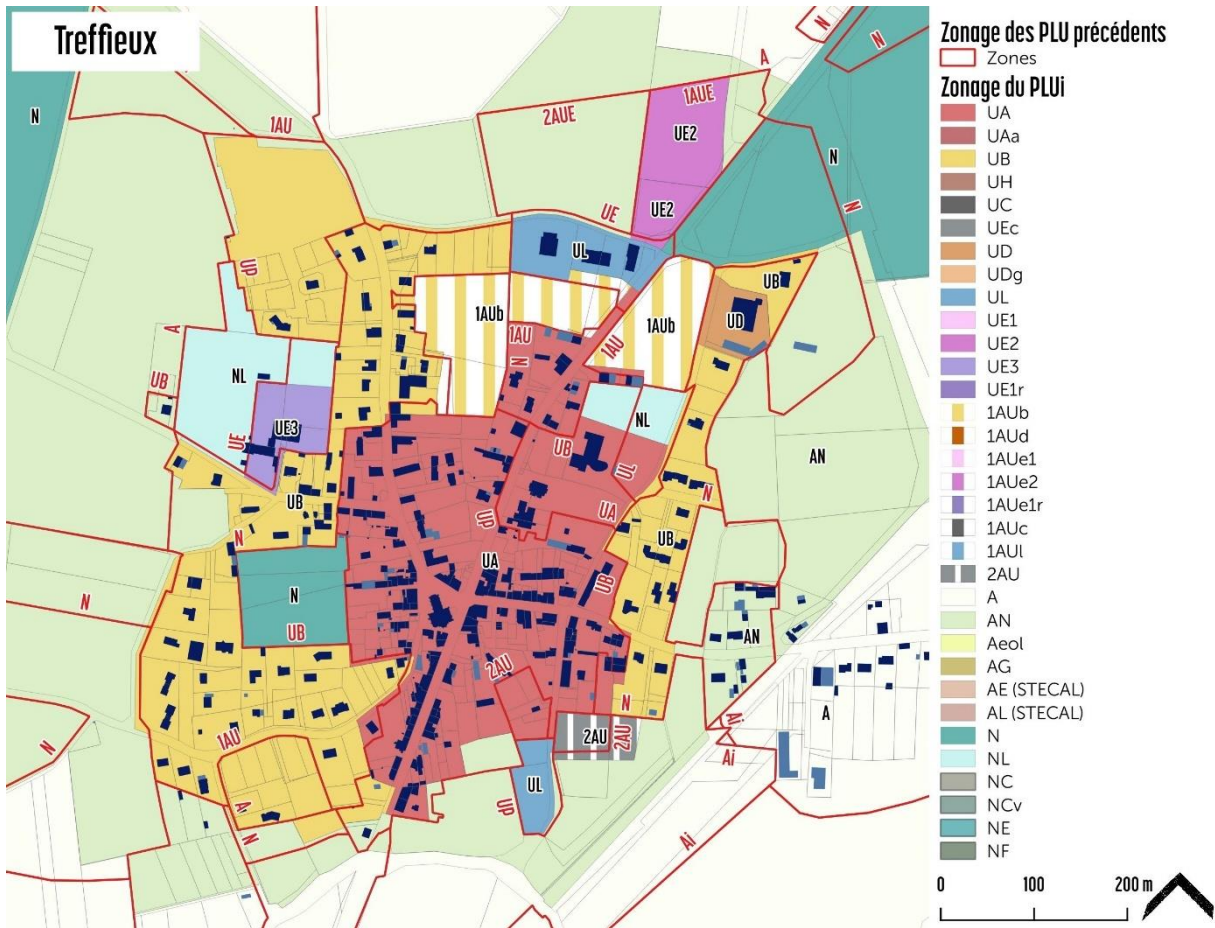 Treffieux
N
1AU
2AUE
A
1AUE
UE2
N
N
N
N
UE2
UE
UL
UP
UB
UD
1AUb
1AUb
1AU
1AU
N
A
NL
UB
UE
UE3
NL
UB
UL
AN
UB
N
N
UP
UA
UB
UA
UB
N
N
UB
AN
2AU
N
1AU
2AU
2AU
N
UL
UP
A
N
Ai
Ai
A
Ai
Zonage des PLU précédents
Zones
Zonage du PLUi
UA
UAa
UB
UH
UC
UEc
UD
UDg
UL
UE1
UE2
UE3
UE1r
1AUb
1AUd
1AUe1
1AUe2
1AUe1r
1AUc
1AUl
2AU
A
AN
Aeol
AG
AE (STECAL)
AL (STECAL)
N
NL
NC
NCv
NE
NF
0 100 200 m